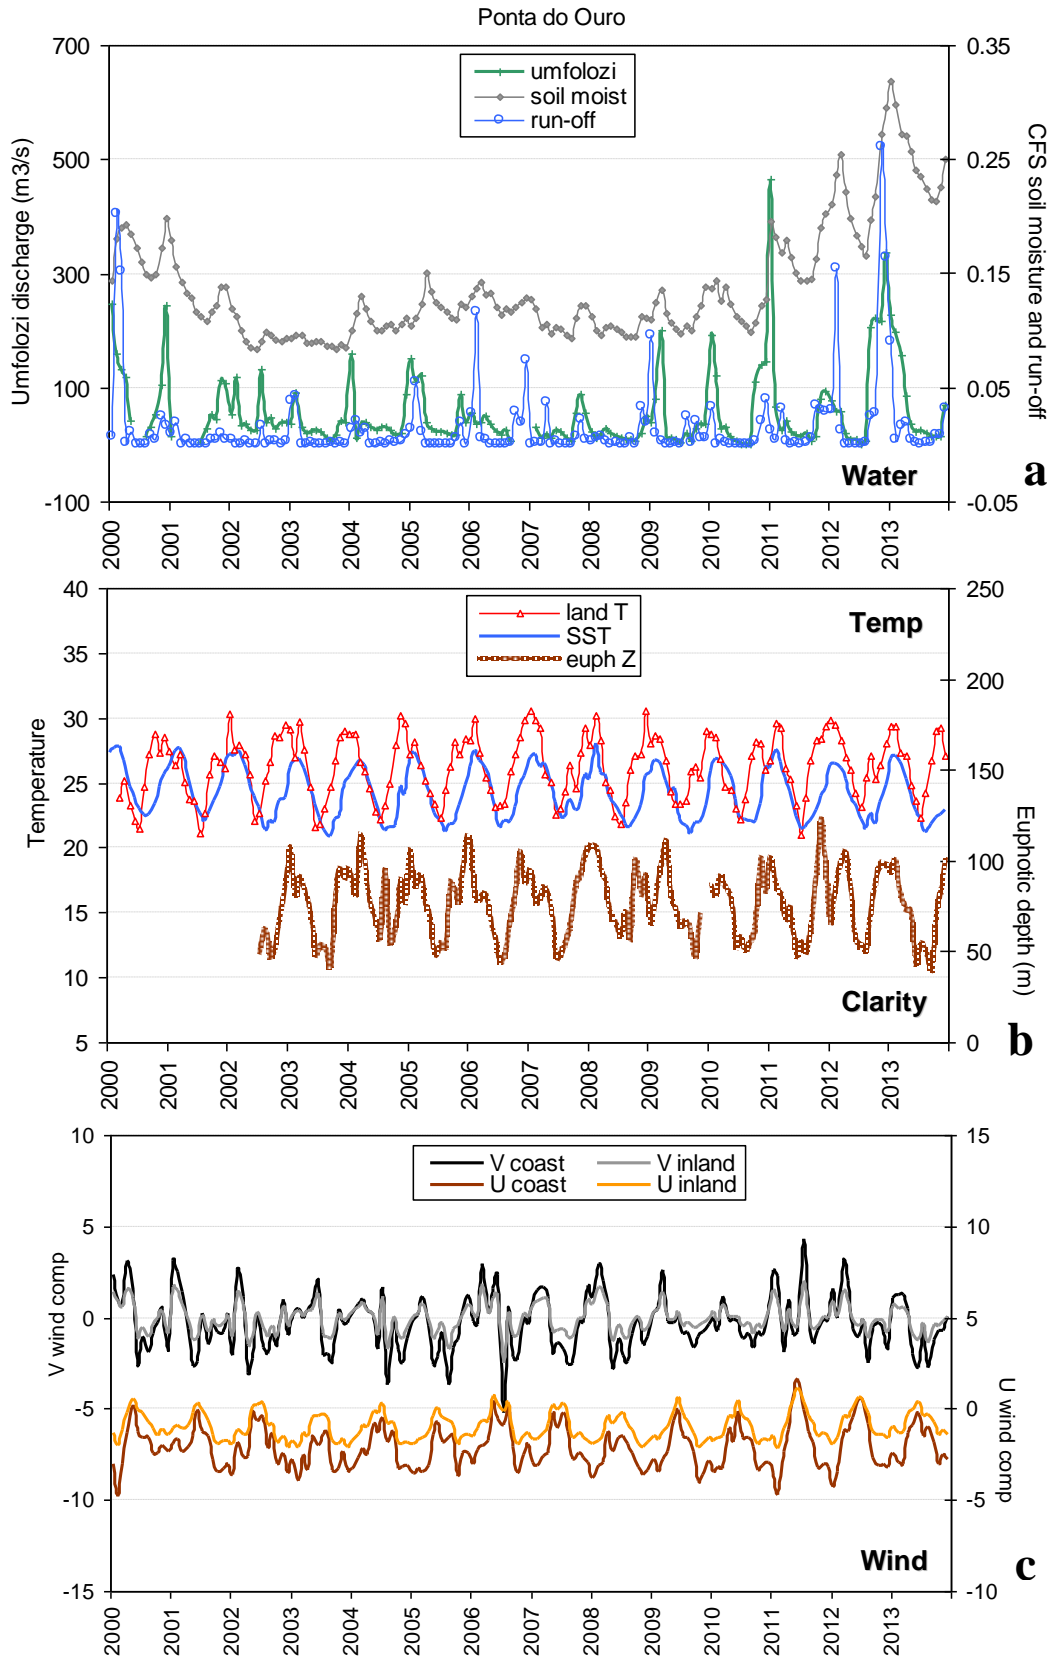 Ponta do Ouro
700
500
300
100
-100
Umfolozi discharge (m3/s)
umfolozi
soil moist
run-off
0.35
0.25
0.15
0.05
-0.05
CFS soil moisture and run-off
Water
a
2000 2001 2002 2003 2004 2005 2006 2007 2008 2009 2010 2011 2012 2013
40
35
30
25
20
15
10
5
Temperature
land T
SST
euph Z
Temp
250
200
150
100
50
0
Euphotic depth (m)
Clarity
b
2000 2001 2002 2003 2004 2005 2006 2007 2008 2009 2010 2011 2012 2013
10
5
0
-5
-10
-15
V wind comp
V coast V inland
U coast U inland
15
10
5
0
-5
-10
U wind comp
Wind
c
2000 2001 2002 2003 2004 2005 2006 2007 2008 2009 2010 2011 2012 2013